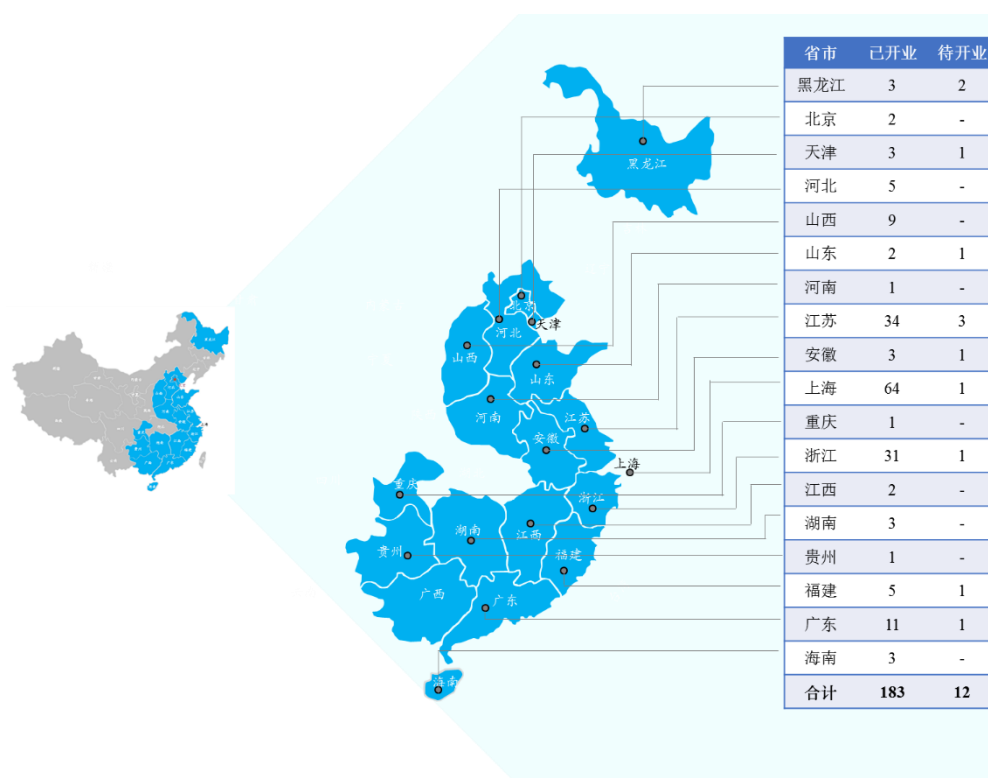 省市 已开业 待开业
黑龙江 3 2
北京 2 -
天津 3 1
河北 5 -
山西 9 -
山东 2 1
河南 1 -
江苏 34 3
安徽 3 1
上海 64 1
重庆 1 -
浙江 31 1
江西 2 -
湖南 3 -
贵州 1 -
福建 5 1
广东 11 1
海南 3 -
合计 183 12
黑龙江
北京
天津
河北
山西
山东
河南
江苏
安徽
上海
重庆
浙江
湖南
江西
贵州
福建
广西
广东
海南